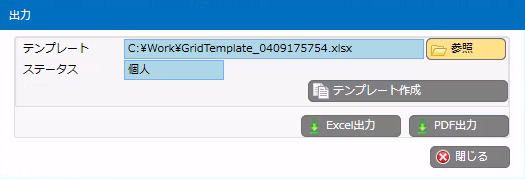 出力
テンプレート C:¥Work¥GridTemplate_0409175754.xlsx 参照
ステータス 個人
テンプレート作成
Excel出力 PDF出力
閉じる